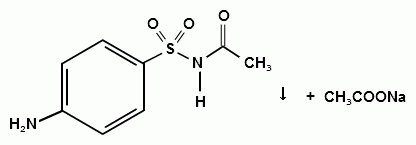 O O O
S
N
CH₃
H
H₂N
↓ + CH₃COONa